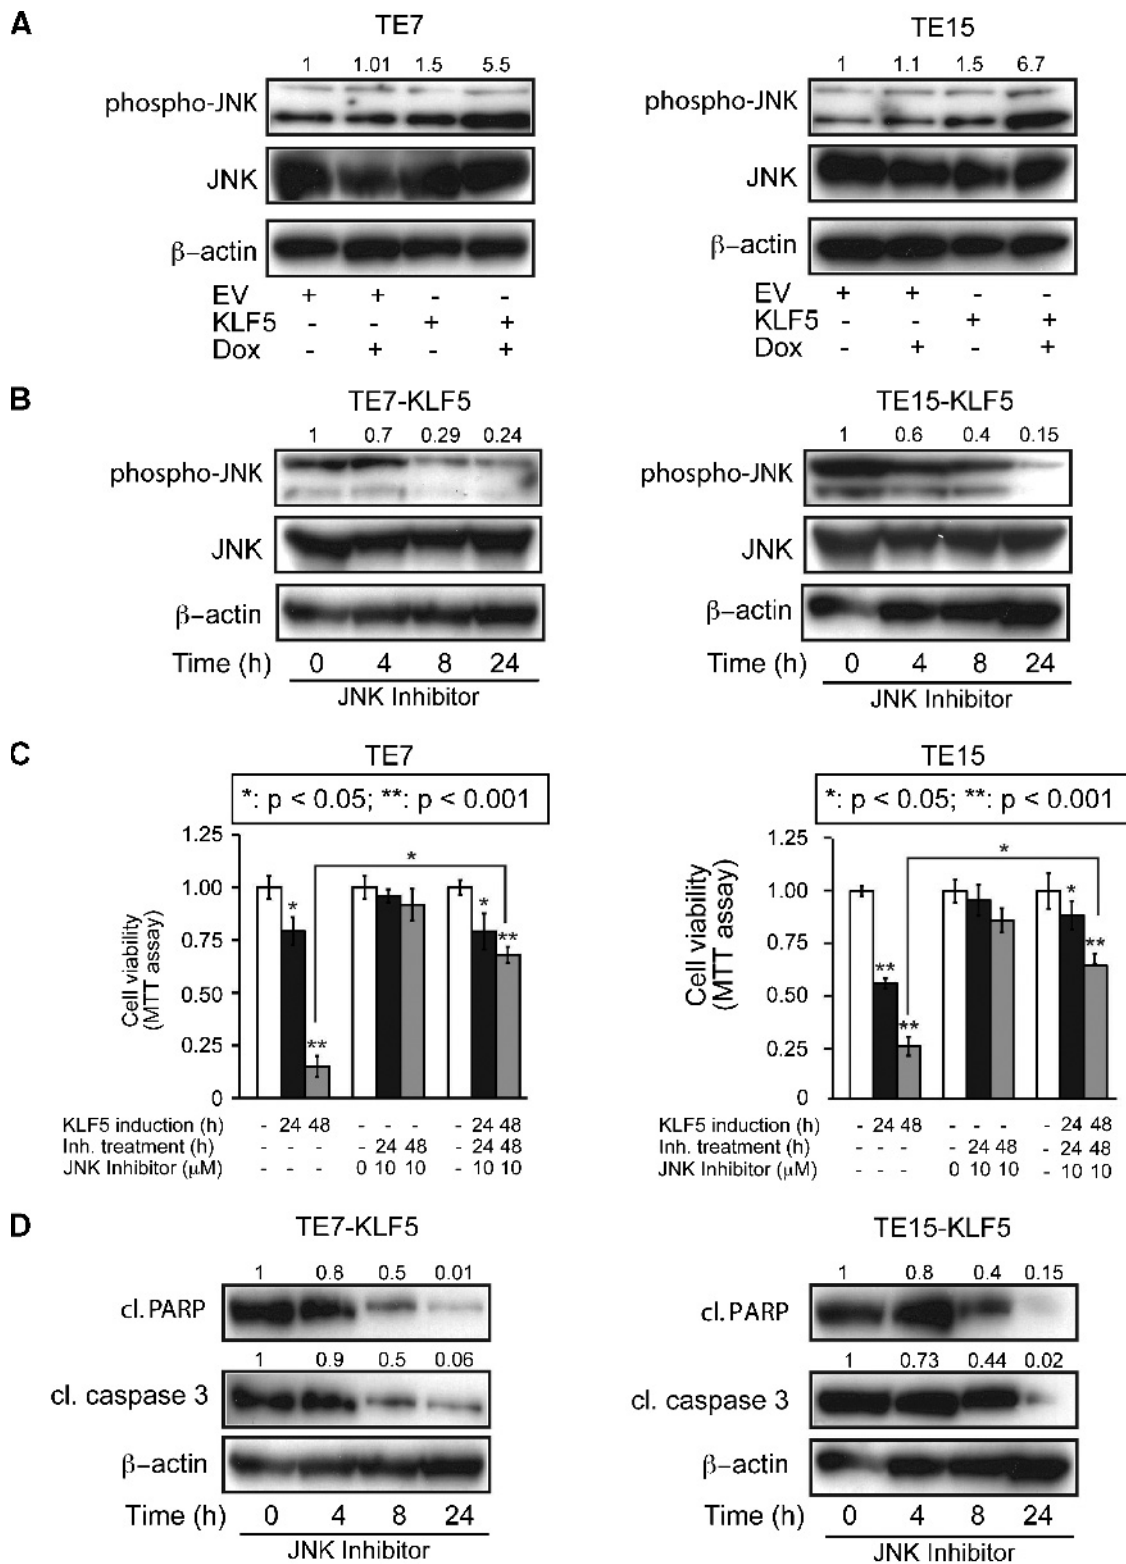 A
TE7
1 1.01 1.5 5.5
phospho-JNK
JNK
β-actin
EV + + - -
KLF5 - - + +
Dox - + - +
TE15
1 1.1 1.5 6.7
phospho-JNK
JNK
β-actin
EV + + - -
KLF5 - - + +
Dox - + - +
B
TE7-KLF5
1 0.7 0.29 0.24
phospho-JNK
JNK
β-actin
Time (h) 0 4 8 24
JNK Inhibitor
TE15-KLF5
1 0.6 0.4 0.15
phospho-JNK
JNK
β-actin
Time (h) 0 4 8 24
JNK Inhibitor
C
TE7
*: p < 0.05; **: p < 0.001
Cell viability
(MTT assay)
1.25
1.00
0.75
0.50
0.25
0
* ** * ** *
KLF5 induction (h) - 24 48 - - - - 24 48
Inh. treatment (h) - - - - 24 48 - 24 48
JNK Inhibitor (μM) - - - 0 10 10 - 10 10
TE15
*: p < 0.05; **: p < 0.001
Cell viability
(MTT assay)
1.25
1.00
0.75
0.50
0.25
0
** ** * ** *
KLF5 induction (h) - 24 48 - - - - 24 48
Inh. treatment (h) - - - - 24 48 - 24 48
JNK Inhibitor (μM) - - - 0 10 10 - 10 10
D
TE7-KLF5
1 0.8 0.5 0.01
cl. PARP
1 0.9 0.5 0.06
cl. caspase 3
β-actin
Time (h) 0 4 8 24
JNK Inhibitor
TE15-KLF5
1 0.8 0.4 0.15
cl. PARP
1 0.73 0.44 0.02
cl. caspase 3
β-actin
Time (h) 0 4 8 24
JNK Inhibitor